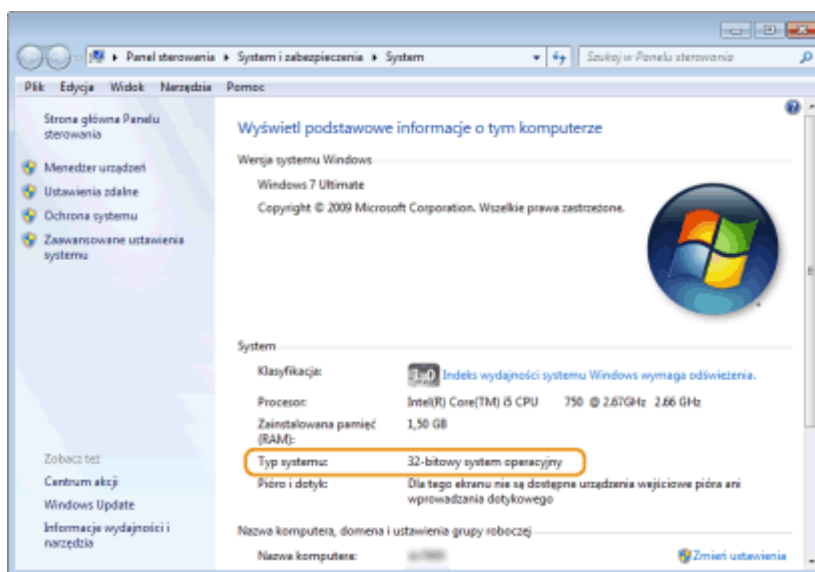 Panel sterowania ▸ System i zabezpieczenia ▸ System
Szukaj w Panelu sterowania
Plik Edycja Widok Narzędzia Pomoc
Strona główna Panelu
sterowania
Menedżer urządzeń
Ustawienia zdalne
Ochrona systemu
Zaawansowane ustawienia
systemu
Zobacz też
Centrum akcji
Windows Update
Informacje wydajności i
narzędzia
Wyświetl podstawowe informacje o tym komputerze
Wersja systemu Windows
Windows 7 Ultimate
Copyright © 2009 Microsoft Corporation. Wszelkie prawa zastrzeżone.
System
Klasyfikacja: 1,0 Indeks wydajności systemu Windows wymaga odświeżenia.
Procesor: Intel(R) Core(TM) i5 CPU 750 @ 2.67GHz 2.66 GHz
Zainstalowana pamięć 1,50 GB
(RAM):
Typ systemu: 32-bitowy system operacyjny
Pióro i dotyk: Dla tego ekranu nie są dostępne urządzenia wejściowe pióra ani
wprowadzania dotykowego
Nazwa komputera, domena i ustawienia grupy roboczej
Nazwa komputera: Zmień ustawienia